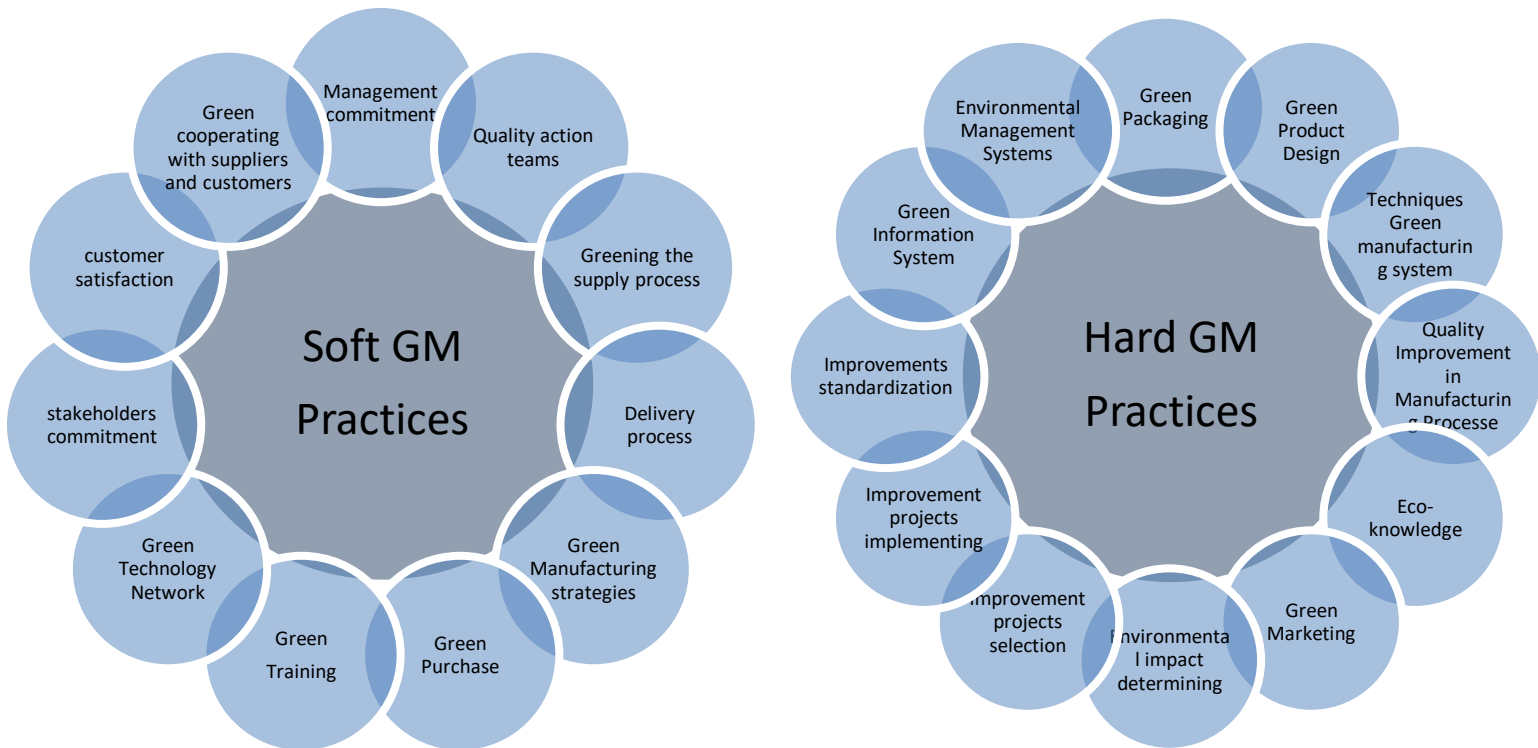 Soft GM
Practices
Management
commitment
Quality action
teams
Greening the
supply process
Delivery
process
Green
Manufacturing
strategies
Green
Purchase
Green
Training
Green
Technology
Network
stakeholders
commitment
customer
satisfaction
Green
cooperating
with suppliers
and customers
Hard GM
Practices
Green
Packaging
Green
Product
Design
Techniques
Green
manufacturin
g system
Quality
Improvement
in
Manufacturin
g Processe
Eco-
knowledge
Green
Marketing
Environmenta
l impact
determining
Improvement
projects
selection
Improvement
projects
implementing
Improvements
standardization
Green
Information
System
Environmental
Management
Systems